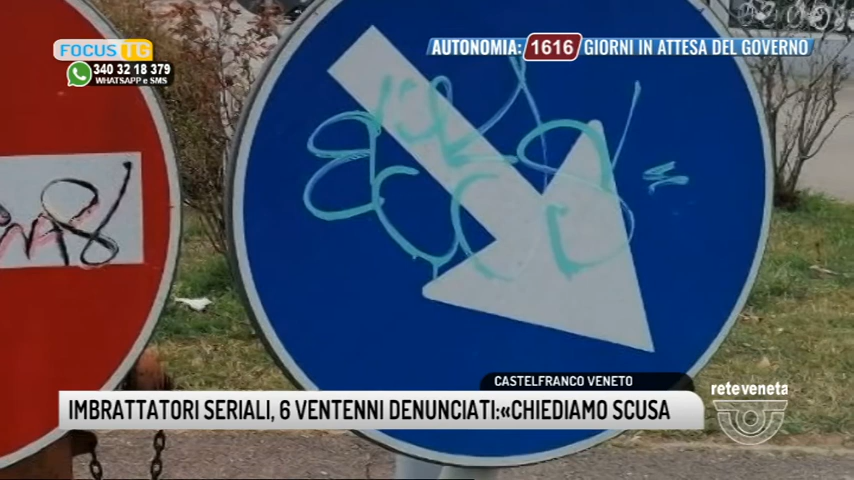 FOCUS TG
340 32 18 379
WHATSAPP e SMS
AUTONOMIA: 1616 GIORNI IN ATTESA DEL GOVERNO
CASTELFRANCO VENETO
IMBRATTATORI SERIALI, 6 VENTENNI DENUNCIATI:«CHIEDIAMO SCUSA
reteveneta